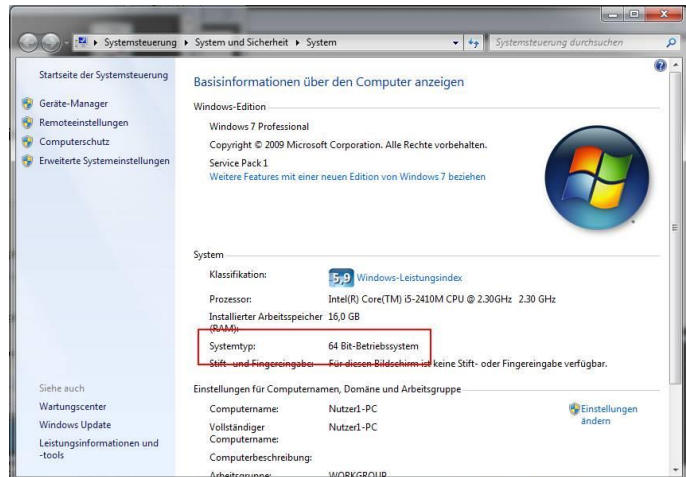 Systemsteuerung System und Sicherheit System Systemsteuerung durchsuchen
Startseite der Systemsteuerung
Geräte-Manager
Remoteeinstellungen
Computerschutz
Erweiterte Systemeinstellungen
Siehe auch
Wartungscenter
Windows Update
Leistungsinformationen und
-tools
Basisinformationen über den Computer anzeigen
Windows-Edition
Windows 7 Professional
Copyright © 2009 Microsoft Corporation. Alle Rechte vorbehalten.
Service Pack 1
Weitere Features mit einer neuen Edition von Windows 7 beziehen
System
Klassifikation: 5,9 Windows-Leistungsindex
Prozessor: Intel(R) Core(TM) i5-2410M CPU @ 2.30GHz 2.30 GHz
Installierter Arbeitsspeicher 16,0 GB
(RAM):
Systemtyp: 64 Bit-Betriebssystem
Stift- und Fingereingabe: Für diesen Bildschirm ist keine Stift- oder Fingereingabe verfügbar.
Einstellungen für Computernamen, Domäne und Arbeitsgruppe
Computername: Nutzer1-PC Einstellungen
ändern
Vollständiger Nutzer1-PC
Computername:
Computerbeschreibung:
Arbeitsgruppe: WORKGROUP